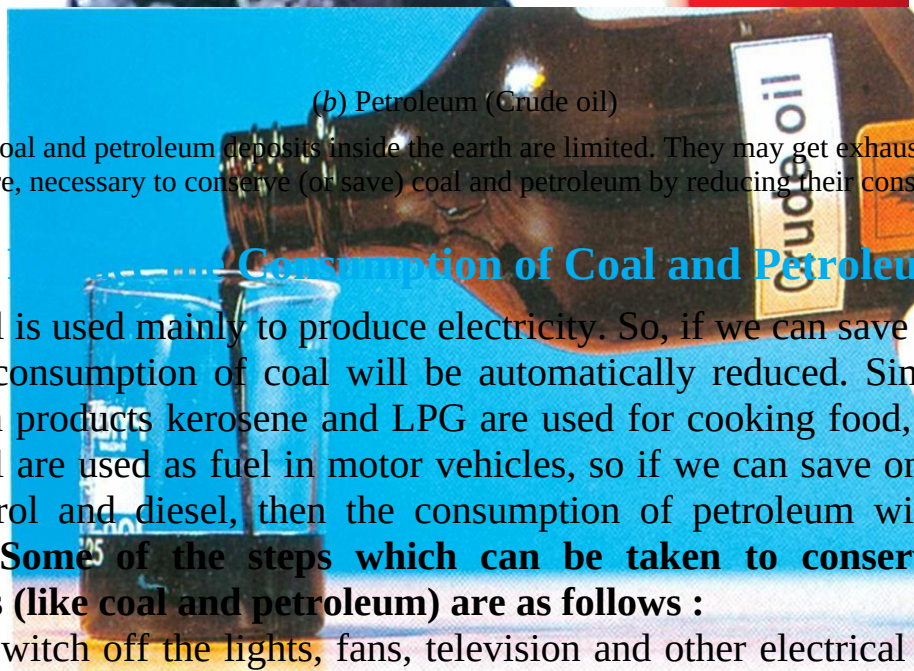 (b) Petroleum (Crude oil)
Crude oil
oal and petroleum deposits inside the earth are limited. They may get exhaus
re, necessary to conserve (or save) coal and petroleum by reducing their cons
Consumption of Coal and Petroleu
l is used mainly to produce electricity. So, if we can save
consumption of coal will be automatically reduced. Sim
products kerosene and LPG are used for cooking food,
l are used as fuel in motor vehicles, so if we can save on
rol and diesel, then the consumption of petroleum wi
Some of the steps which can be taken to conser
s (like coal and petroleum) are as follows :
witch off the lights, fans, television and other electrical